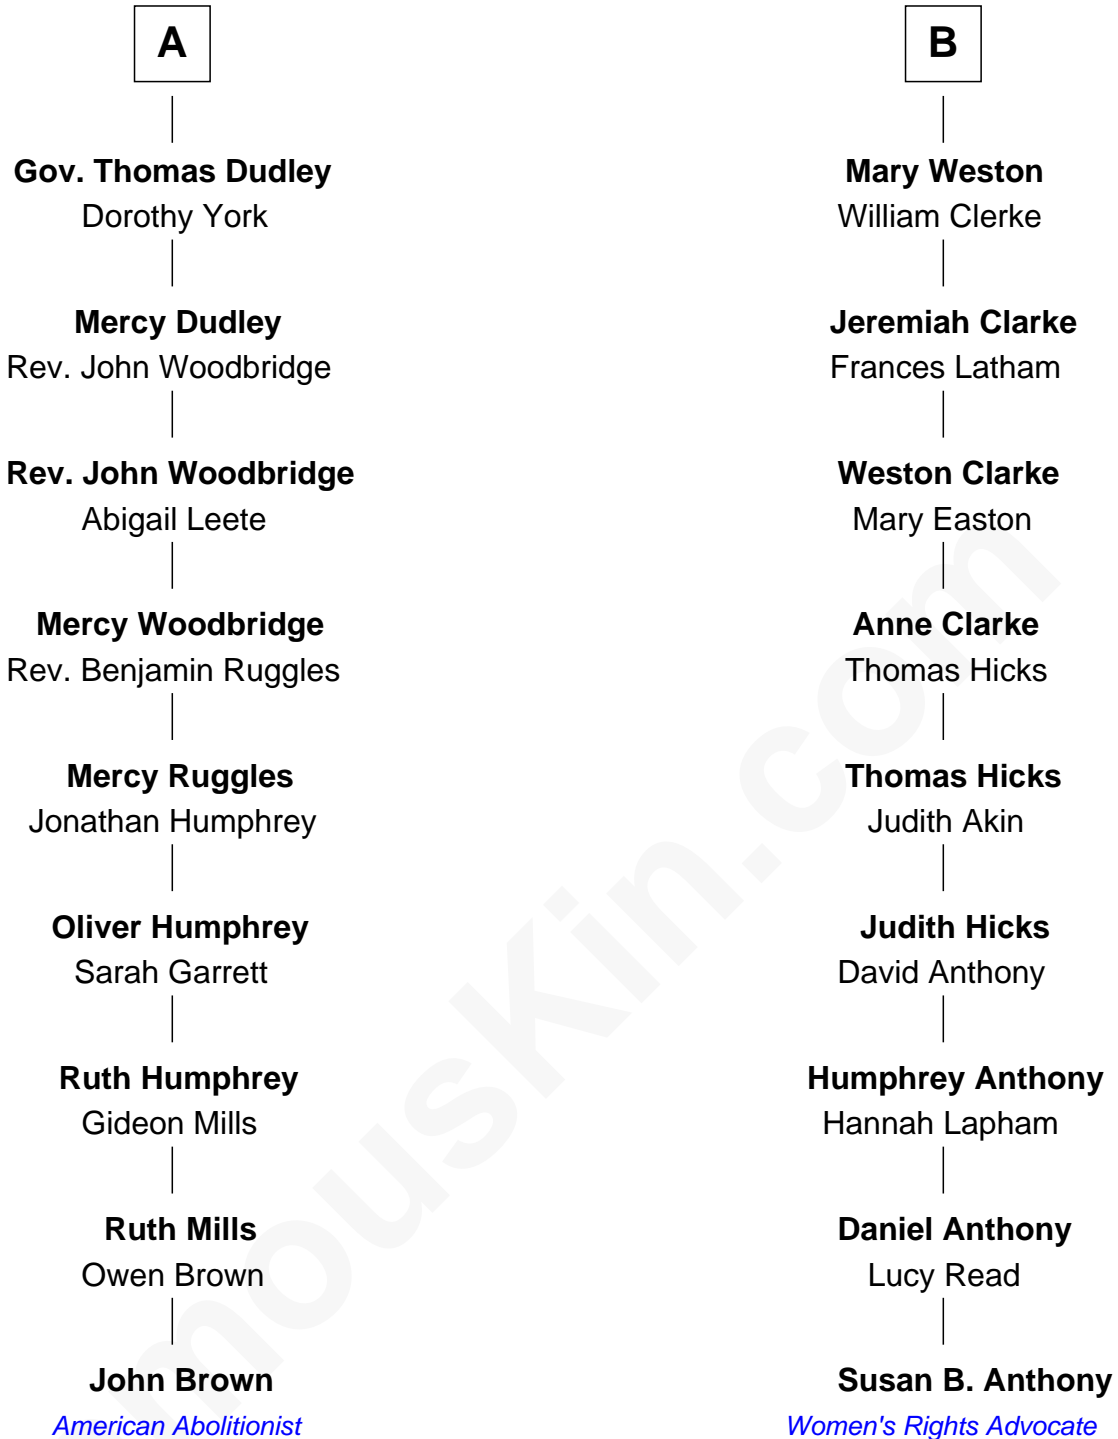 A
Gov. Thomas Dudley
Dorothy York
Mercy Dudley
Rev. John Woodbridge
Rev. John Woodbridge
Abigail Leete
Mercy Woodbridge
Rev. Benjamin Ruggles
Mercy Ruggles
Jonathan Humphrey
Oliver Humphrey
Sarah Garrett
Ruth Humphrey
Gideon Mills
Ruth Mills
Owen Brown
John Brown
American Abolitionist
B
Mary Weston
William Clerke
Jeremiah Clarke
Frances Latham
Weston Clarke
Mary Easton
Anne Clarke
Thomas Hicks
Thomas Hicks
Judith Akin
Judith Hicks
David Anthony
Humphrey Anthony
Hannah Lapham
Daniel Anthony
Lucy Read
Susan B. Anthony
Women's Rights Advocate
mouskin.com